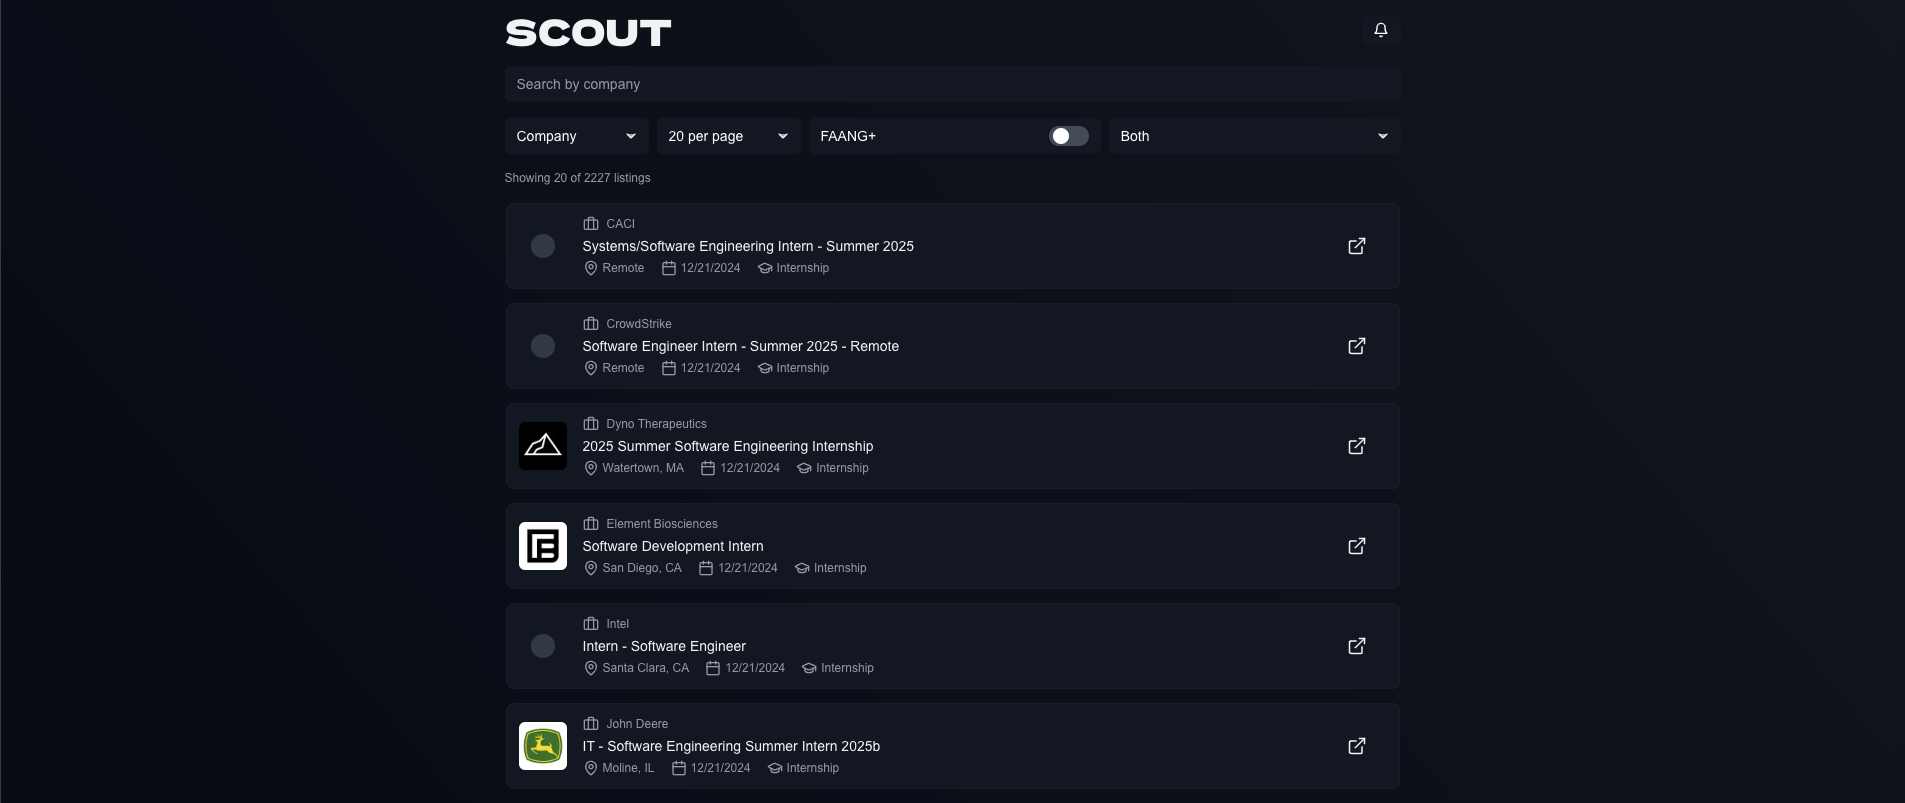 SCOUT
Search by company
Company
20 per page
FAANG+
Both
Showing 20 of 2227 listings
CACI
Systems/Software Engineering Intern - Summer 2025
Remote 12/21/2024 Internship
CrowdStrike
Software Engineer Intern - Summer 2025 - Remote
Remote 12/21/2024 Internship
Dyno Therapeutics
2025 Summer Software Engineering Internship
Watertown, MA 12/21/2024 Internship
Element Biosciences
Software Development Intern
San Diego, CA 12/21/2024 Internship
Intel
Intern - Software Engineer
Santa Clara, CA 12/21/2024 Internship
John Deere
IT - Software Engineering Summer Intern 2025b
Moline, IL 12/21/2024 Internship